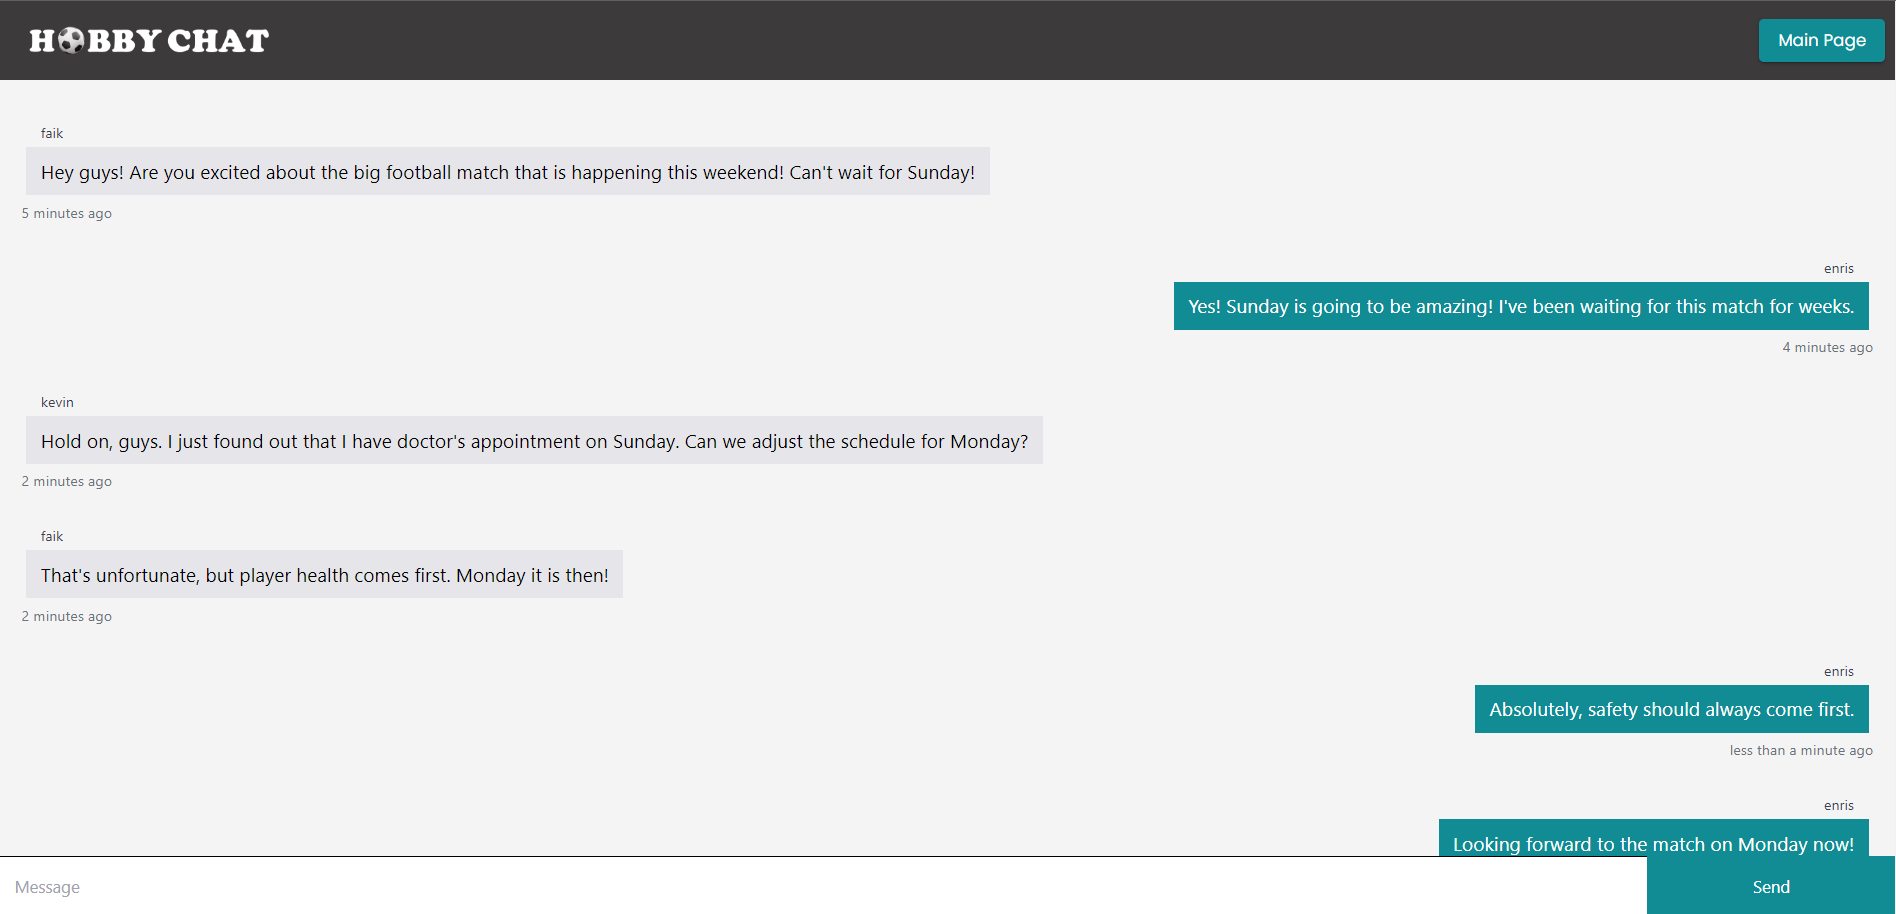 HOBBY CHAT
Main Page
faik
Hey guys! Are you excited about the big football match that is happening this weekend! Can't wait for Sunday!
5 minutes ago
enris
Yes! Sunday is going to be amazing! I've been waiting for this match for weeks.
4 minutes ago
kevin
Hold on, guys. I just found out that I have doctor's appointment on Sunday. Can we adjust the schedule for Monday?
2 minutes ago
faik
That's unfortunate, but player health comes first. Monday it is then!
2 minutes ago
enris
Absolutely, safety should always come first.
less than a minute ago
enris
Looking forward to the match on Monday now!
Message
Send